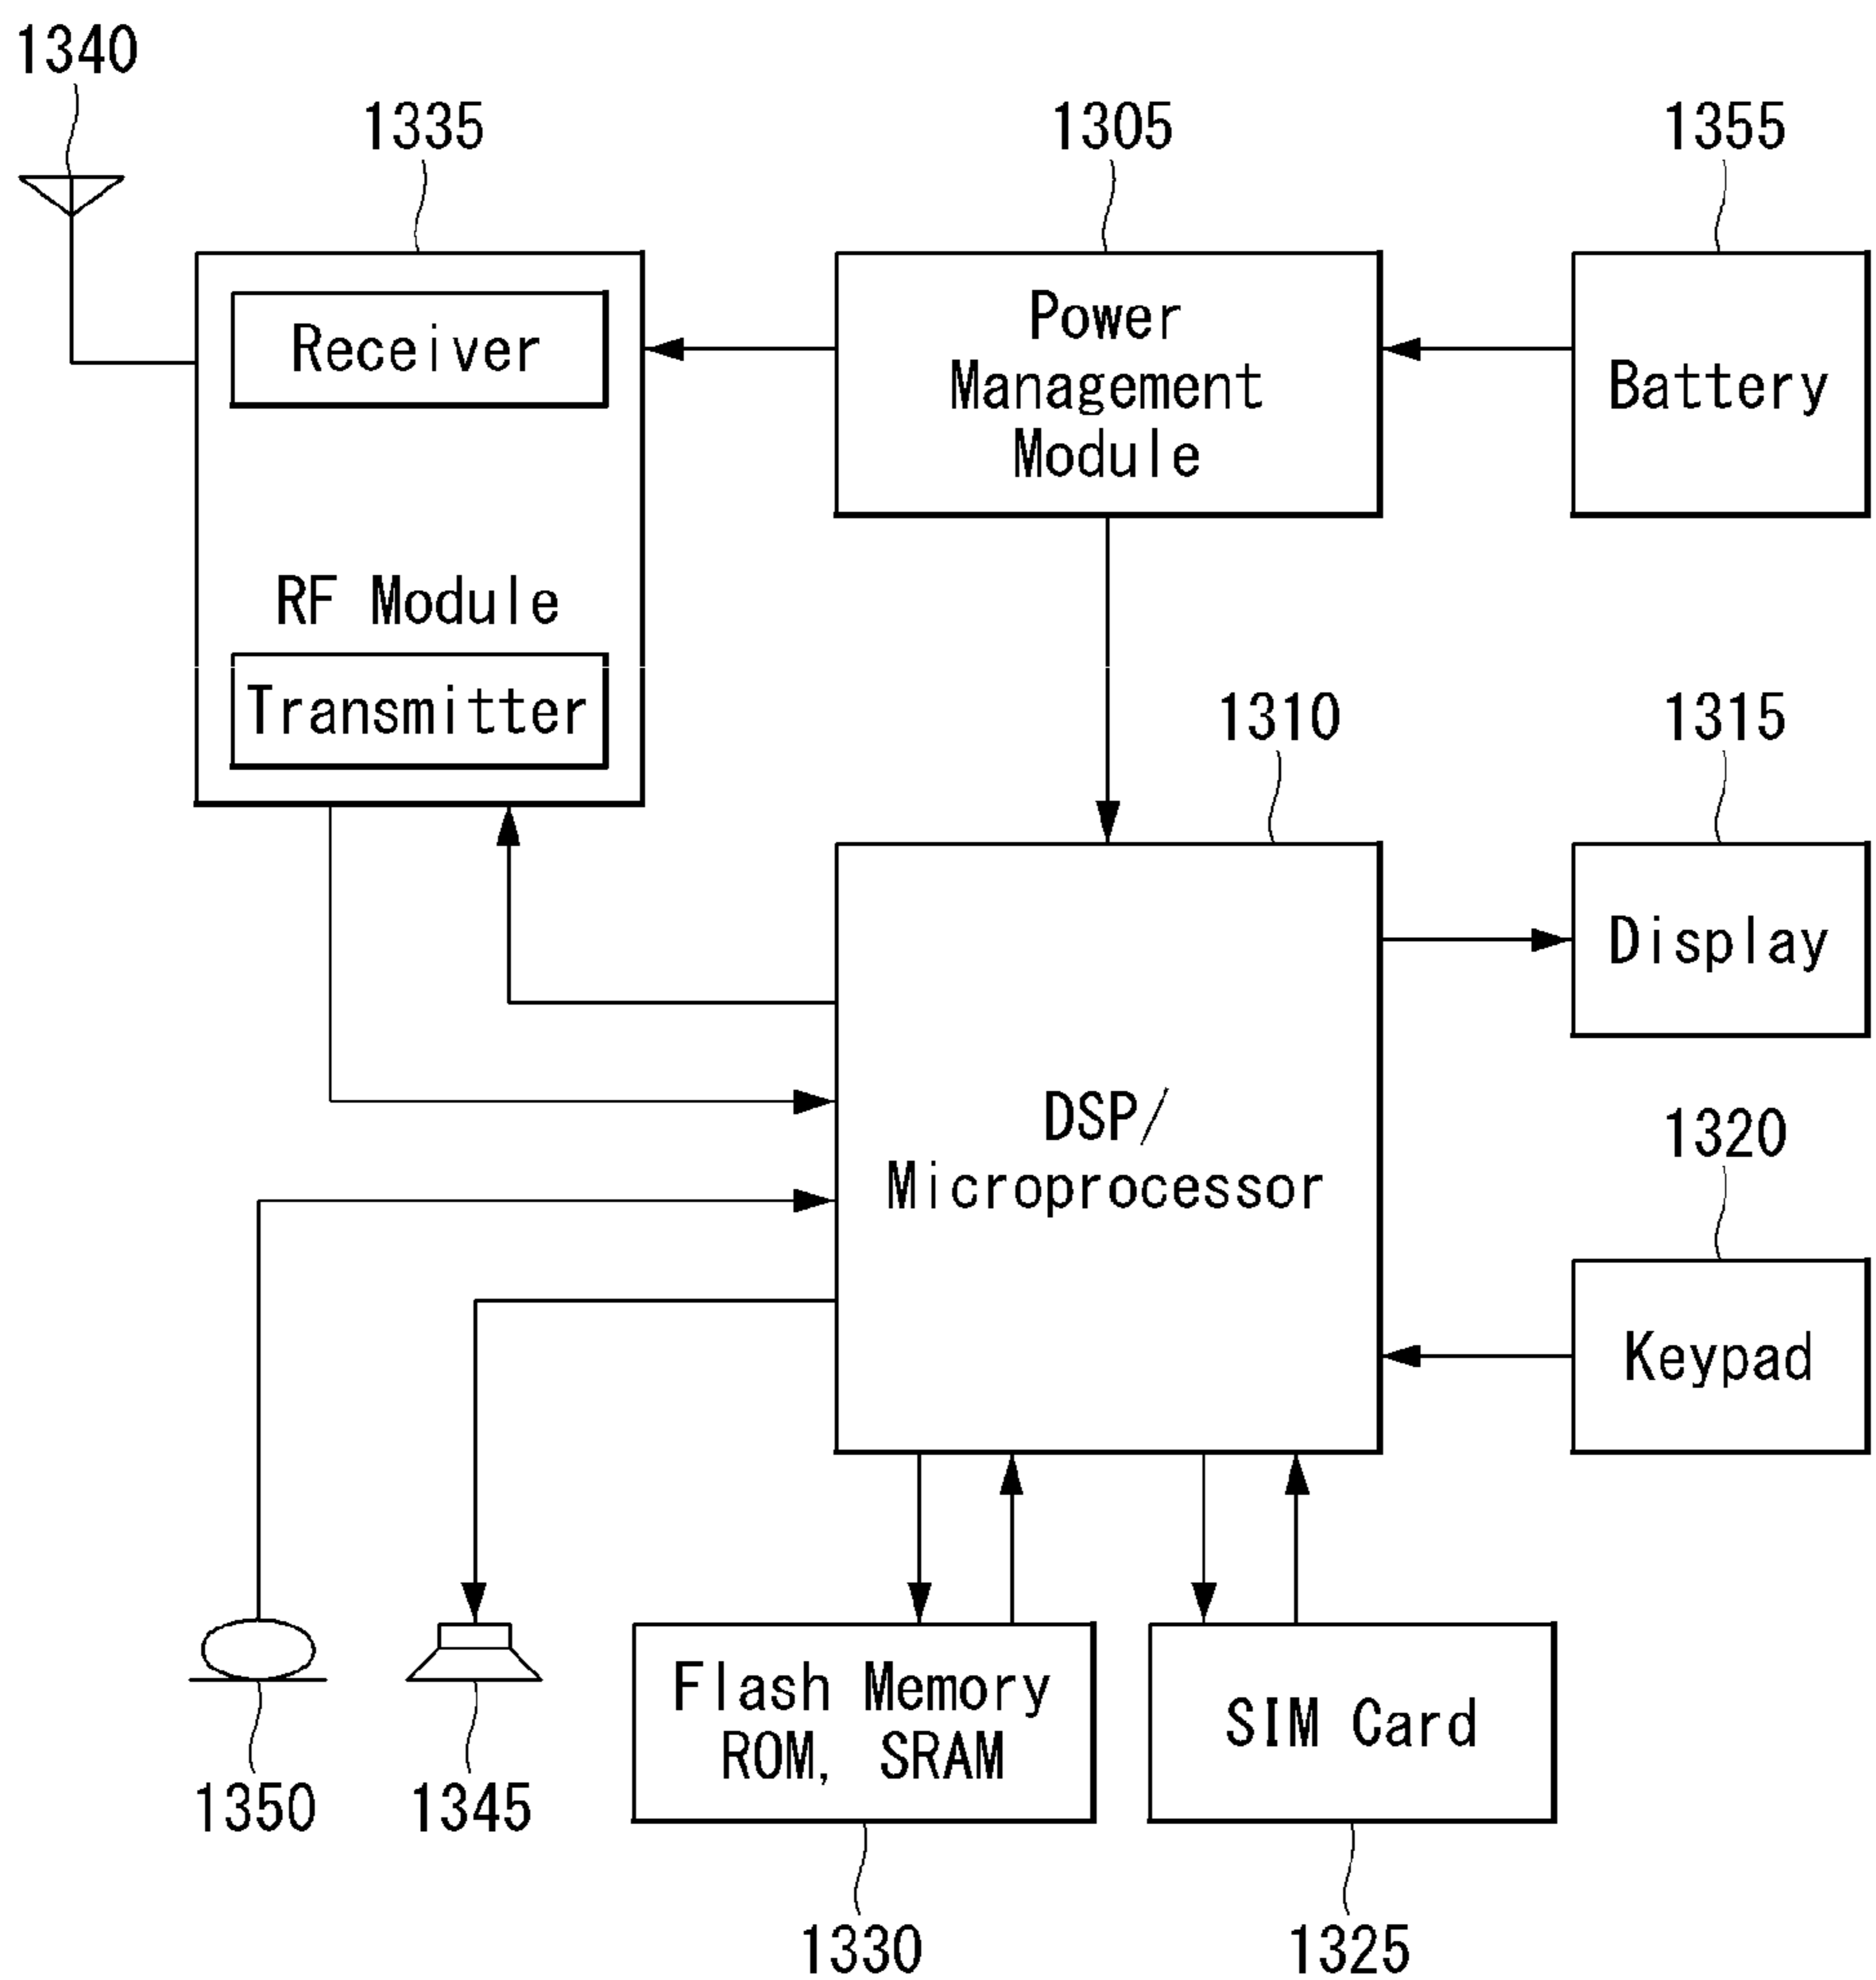 1340
1335
1305
1355
Receiver
RF Module
Transmitter
Power
Management
Module
Battery
1310
1315
DSP/
Microprocessor
Display
1320
Keypad
1350
1345
Flash Memory
ROM, SRAM
SIM Card
1330
1325